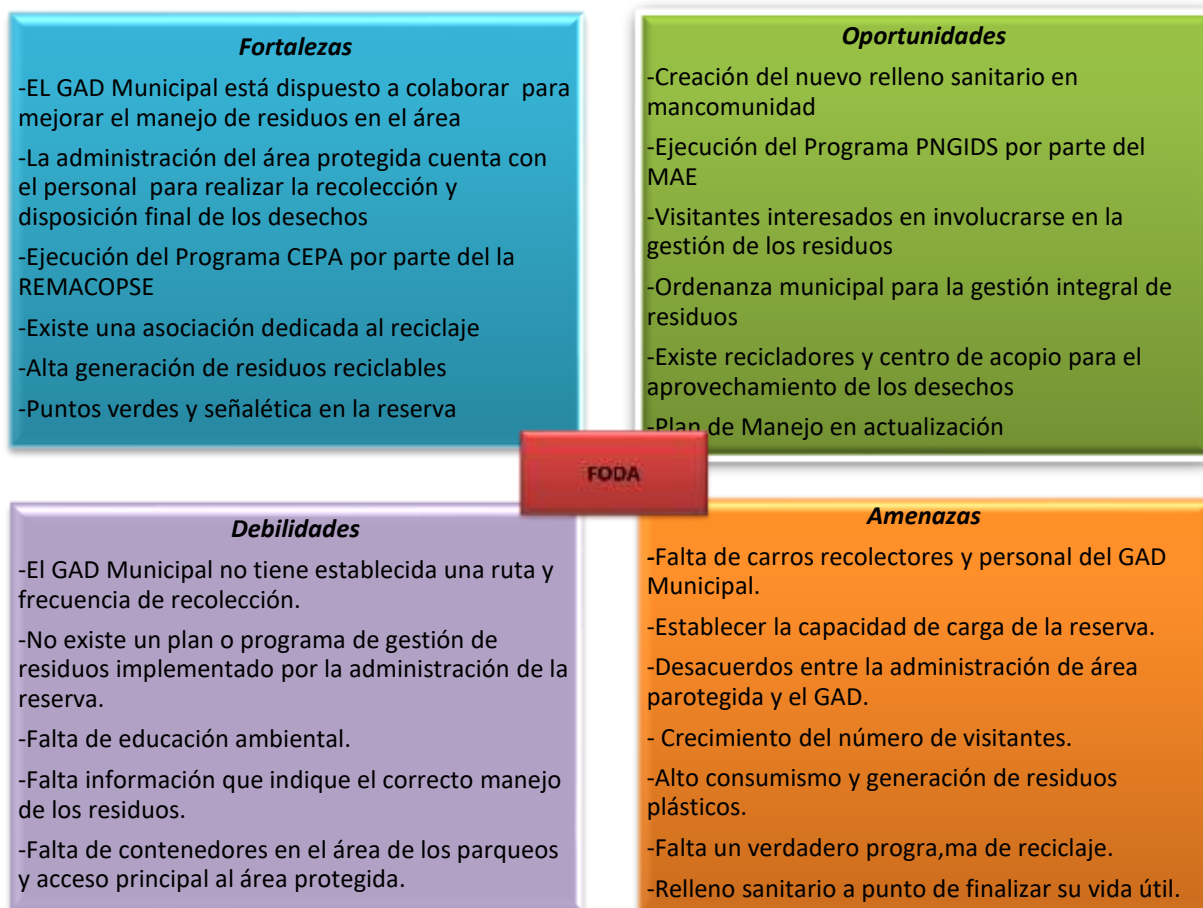 Fortalezas
-EL GAD Municipal está dispuesto a colaborar para
mejorar el manejo de residuos en el área
-La administración del área protegida cuenta con
el personal para realizar la recolección y
disposición final de los desechos
-Ejecución del Programa CEPA por parte del la
REMACOPSE
-Existe una asociación dedicada al reciclaje
-Alta generación de residuos reciclables
-Puntos verdes y señalética en la reserva
Oportunidades
-Creación del nuevo relleno sanitario en
mancomunidad
-Ejecución del Programa PNGIDS por parte del
MAE
-Visitantes interesados en involucrarse en la
gestión de los residuos
-Ordenanza municipal para la gestión integral de
residuos
-Existe recicladores y centro de acopio para el
aprovechamiento de los desechos
-Plan de Manejo en actualización
FODA
Debilidades
-El GAD Municipal no tiene establecida una ruta y
frecuencia de recolección.
-No existe un plan o programa de gestión de
residuos implementado por la administración de la
reserva.
-Falta de educación ambiental.
-Falta información que indique el correcto manejo
de los residuos.
-Falta de contenedores en el área de los parqueos
y acceso principal al área protegida.
Amenazas
-Falta de carros recolectores y personal del GAD
Municipal.
-Establecer la capacidad de carga de la reserva.
-Desacuerdos entre la administración de área
parotegida y el GAD.
- Crecimiento del número de visitantes.
-Alto consumismo y generación de residuos
plásticos.
-Falta un verdadero progra,ma de reciclaje.
-Relleno sanitario a punto de finalizar su vida útil.